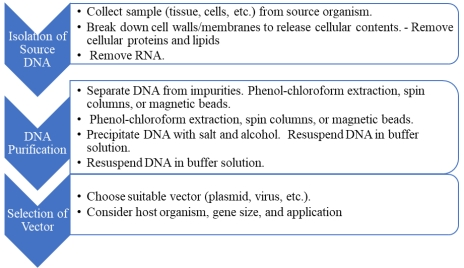 Isolation of
Source
DNA
• Collect sample (tissue, cells, etc.) from source organism.
• Break down cell walls/membranes to release cellular contents. - Remove
cellular proteins and lipids
• Remove RNA.
DNA
Purification
• Separate DNA from impurities. Phenol-chloroform extraction, spin
columns, or magnetic beads.
• Phenol-chloroform extraction, spin columns, or magnetic beads.
• Precipitate DNA with salt and alcohol. Resuspend DNA in buffer
solution.
• Resuspend DNA in buffer solution.
Selection of
Vector
• Choose suitable vector (plasmid, virus, etc.).
• Consider host organism, gene size, and application